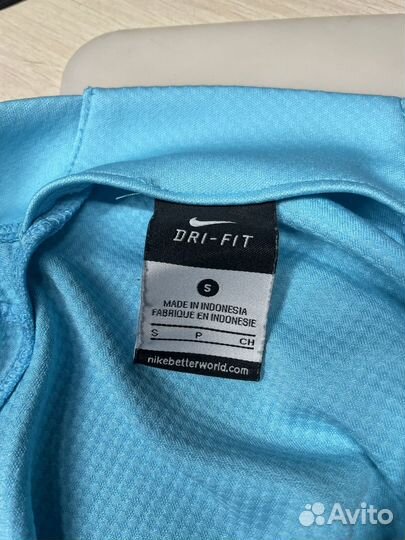 DRI-FIT
S
MADE IN INDONESIA
FABRIQUE EN INDONESIE
S P CH
nikebetterworld.com
Avito